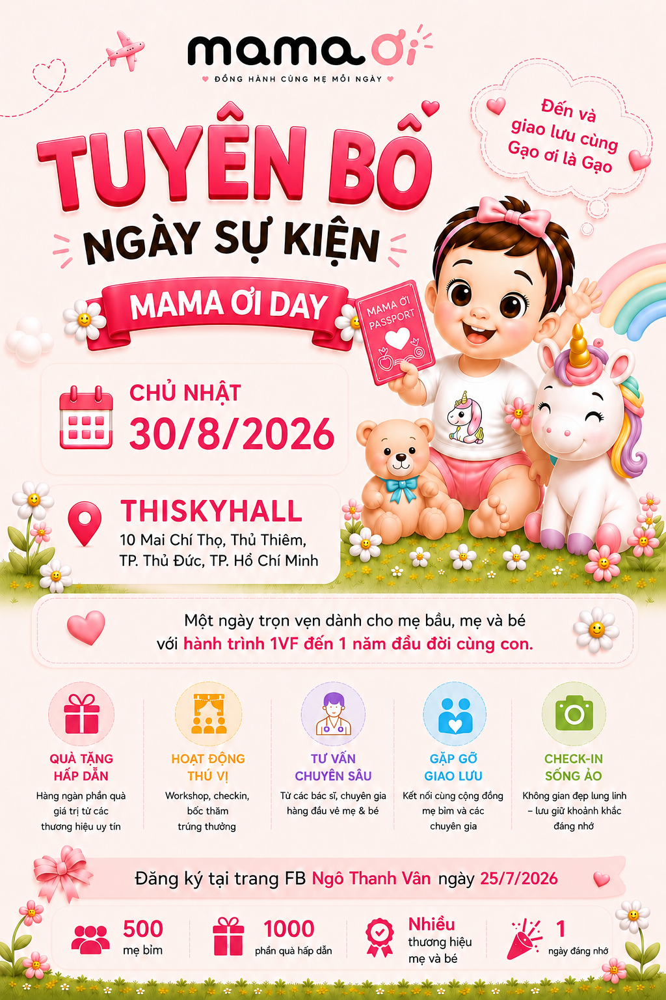 mama ơi
ĐỒNG HÀNH CÙNG MẸ MỖI NGÀY
Đến và
giao lưu cùng
Gạo ơi là Gạo
TUYÊN BỐ
NGÀY SỰ KIỆN
MAMA ƠI DAY
MAMA ƠI
PASSPORT
CHỦ NHẬT
30/8/2026
THISKYHALL
10 Mai Chí Thọ, Thủ Thiêm,
TP. Thủ Đức, TP. Hồ Chí Minh
Một ngày trọn vẹn dành cho mẹ bầu, mẹ và bé
với hành trình 1VF đến 1 năm đầu đời cùng con.
QUÀ TẶNG
HẤP DẪN
Hàng ngàn phần quà
giá trị từ các
thương hiệu uy tín
HOẠT ĐỘNG
THÚ VỊ
Workshop, checkin,
bốc thăm
trúng thưởng
TƯ VẤN
CHUYÊN SÂU
Từ các bác sĩ, chuyên gia
hàng đầu về mẹ & bé
GẶP GỠ
GIAO LƯU
Kết nối cùng cộng đồng
mẹ bỉm và các
chuyên gia
CHECK-IN
SỐNG ẢO
Không gian đẹp lung linh
– lưu giữ khoảnh khắc
đáng nhớ
Đăng ký tại trang FB Ngô Thanh Vân ngày 25/7/2026
500
mẹ bỉm
1000
phần quà hấp dẫn
Nhiều
thương hiệu
mẹ và bé
1
ngày đáng nhớ